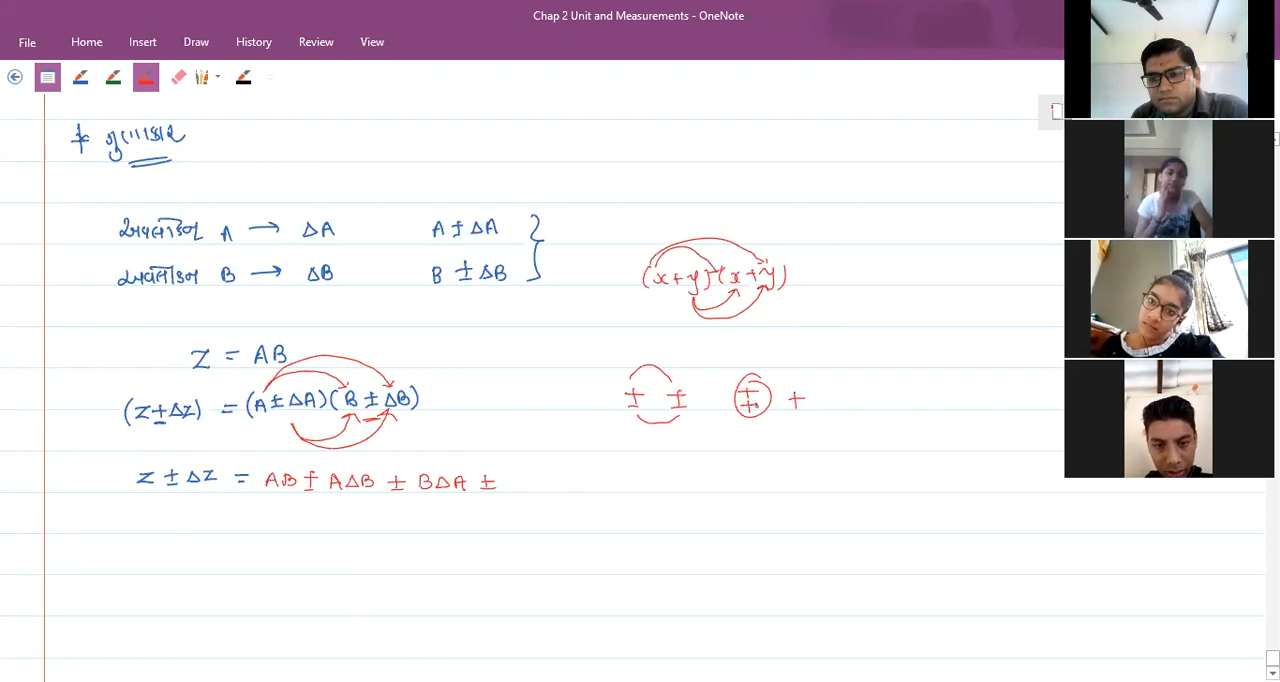 Chap 2 Unit and Measurements - OneNote
File Home Insert Draw History Review View
* ગુણાકાર
અવલોકન A → ΔA A ± ΔA
અવલોકન B → ΔB B ± ΔB
(x+y) (x+y)
Z = AB
(Z ± ΔZ) = (A ± ΔA) (B ± ΔB)
± ± ± +
Z ± ΔZ = AB ± AΔB ± BΔA ±